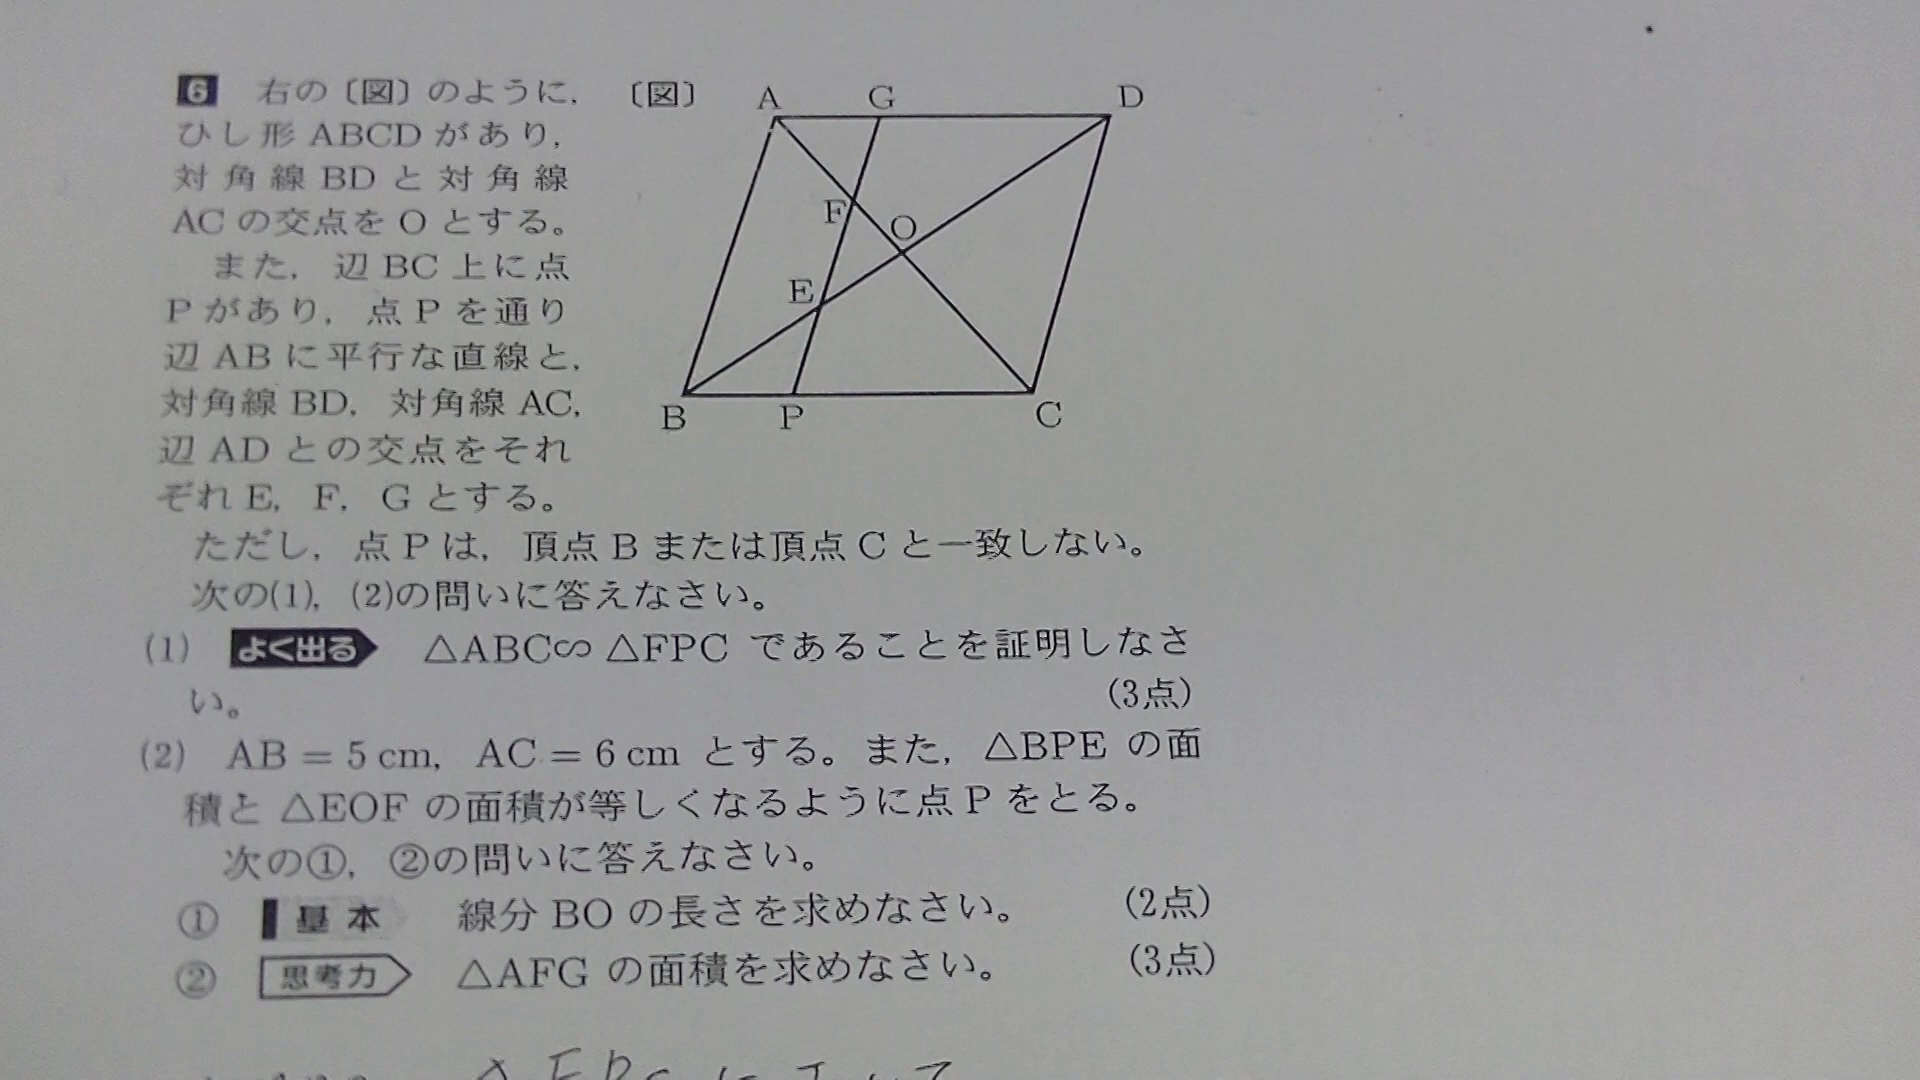 6 右の〔図〕のように,
ひし形ABCDがあり,
対角線BDと対角線
ACの交点をOとする。
また, 辺BC上に点
Pがあり, 点Pを通り
辺ABに平行な直線と,
対角線BD, 対角線AC,
辺ADとの交点をそれ
ぞれE, F, Gとする。
〔図〕
A G D
F O
E
B P C
ただし, 点Pは, 頂点Bまたは頂点Cと一致しない。
次の(1), (2)の問いに答えなさい。
(1) よく出る △ABC∽△FPC であることを証明しなさ
い。 (3点)
(2) AB = 5 cm, AC = 6 cm とする。また, △BPE の面
積と △EOF の面積が等しくなるように点Pをとる。
次の①, ②の問いに答えなさい。
① 基本 線分BOの長さを求めなさい。 (2点)
② 思考力 △AFG の面積を求めなさい。 (3点)